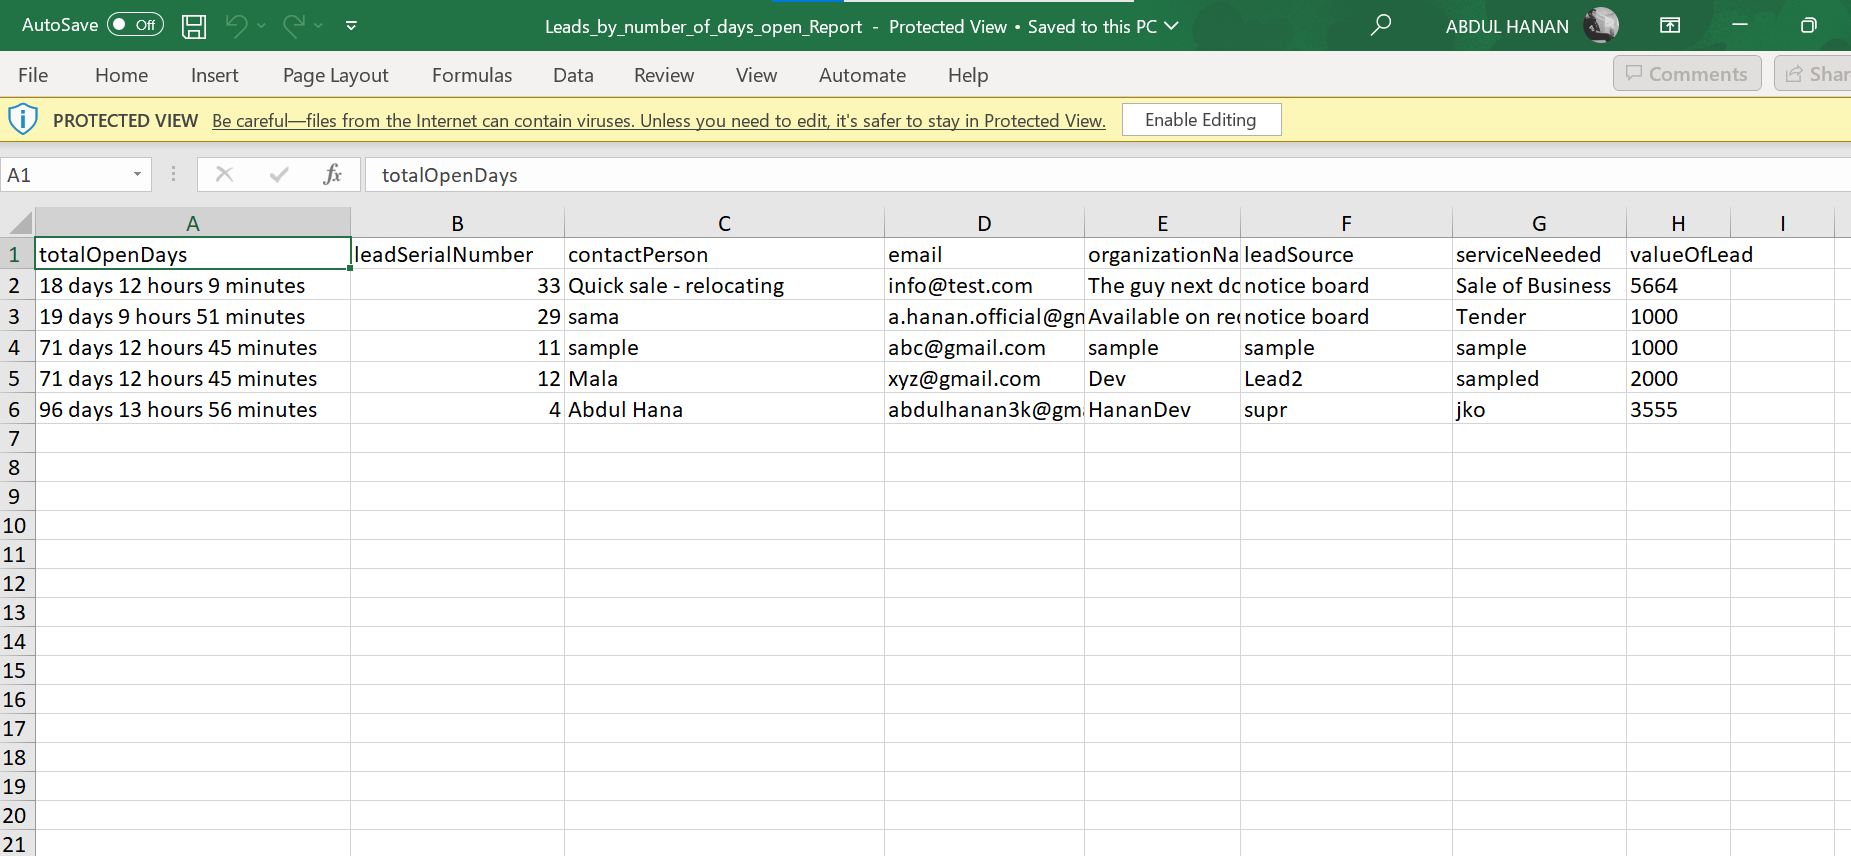 AutoSave Off Leads_by_number_of_days_open_Report - Protected View • Saved to this PC ABDUL HANAN
File Home Insert Page Layout Formulas Data Review View Automate Help Comments Shar
PROTECTED VIEW Be careful—files from the Internet can contain viruses. Unless you need to edit, it's safer to stay in Protected View. Enable Editing
A1 fx totalOpenDays
A B C D E F G H I
1 totalOpenDays leadSerialNumber contactPerson email organizationNa leadSource serviceNeeded valueOfLead
2 18 days 12 hours 9 minutes 33 Quick sale - relocating info@test.com The guy next do notice board Sale of Business 5664
3 19 days 9 hours 51 minutes 29 sama a.hanan.official@gm Available on rec notice board Tender 1000
4 71 days 12 hours 45 minutes 11 sample abc@gmail.com sample sample sample 1000
5 71 days 12 hours 45 minutes 12 Mala xyz@gmail.com Dev Lead2 sampled 2000
6 96 days 13 hours 56 minutes 4 Abdul Hana abdulhanan3k@gma HananDev supr jko 3555
7
8
9
10
11
12
13
14
15
16
17
18
19
20
21